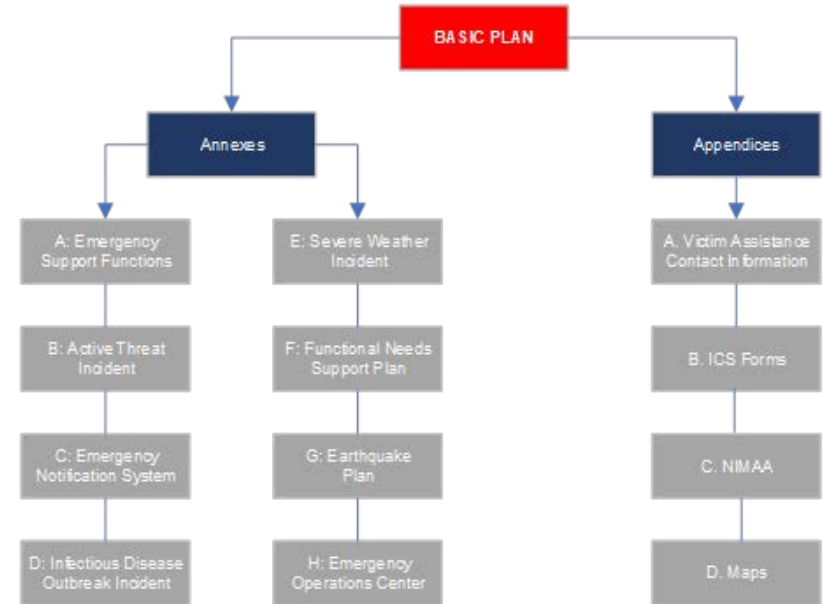 BASIC PLAN
Annexes
Appendices
A: Emergency
Support Functions
E: Severe Weather
Incident
A. Victim Assistance
Contact Information
B: Active Threat
Incident
F: Functional Needs
Support Plan
B. ICS Forms
C: Emergency
Notification System
G: Earthquake
Plan
C. NIMAA
D: Infectious Disease
Outbreak Incident
H: Emergency
Operations Center
D. Maps